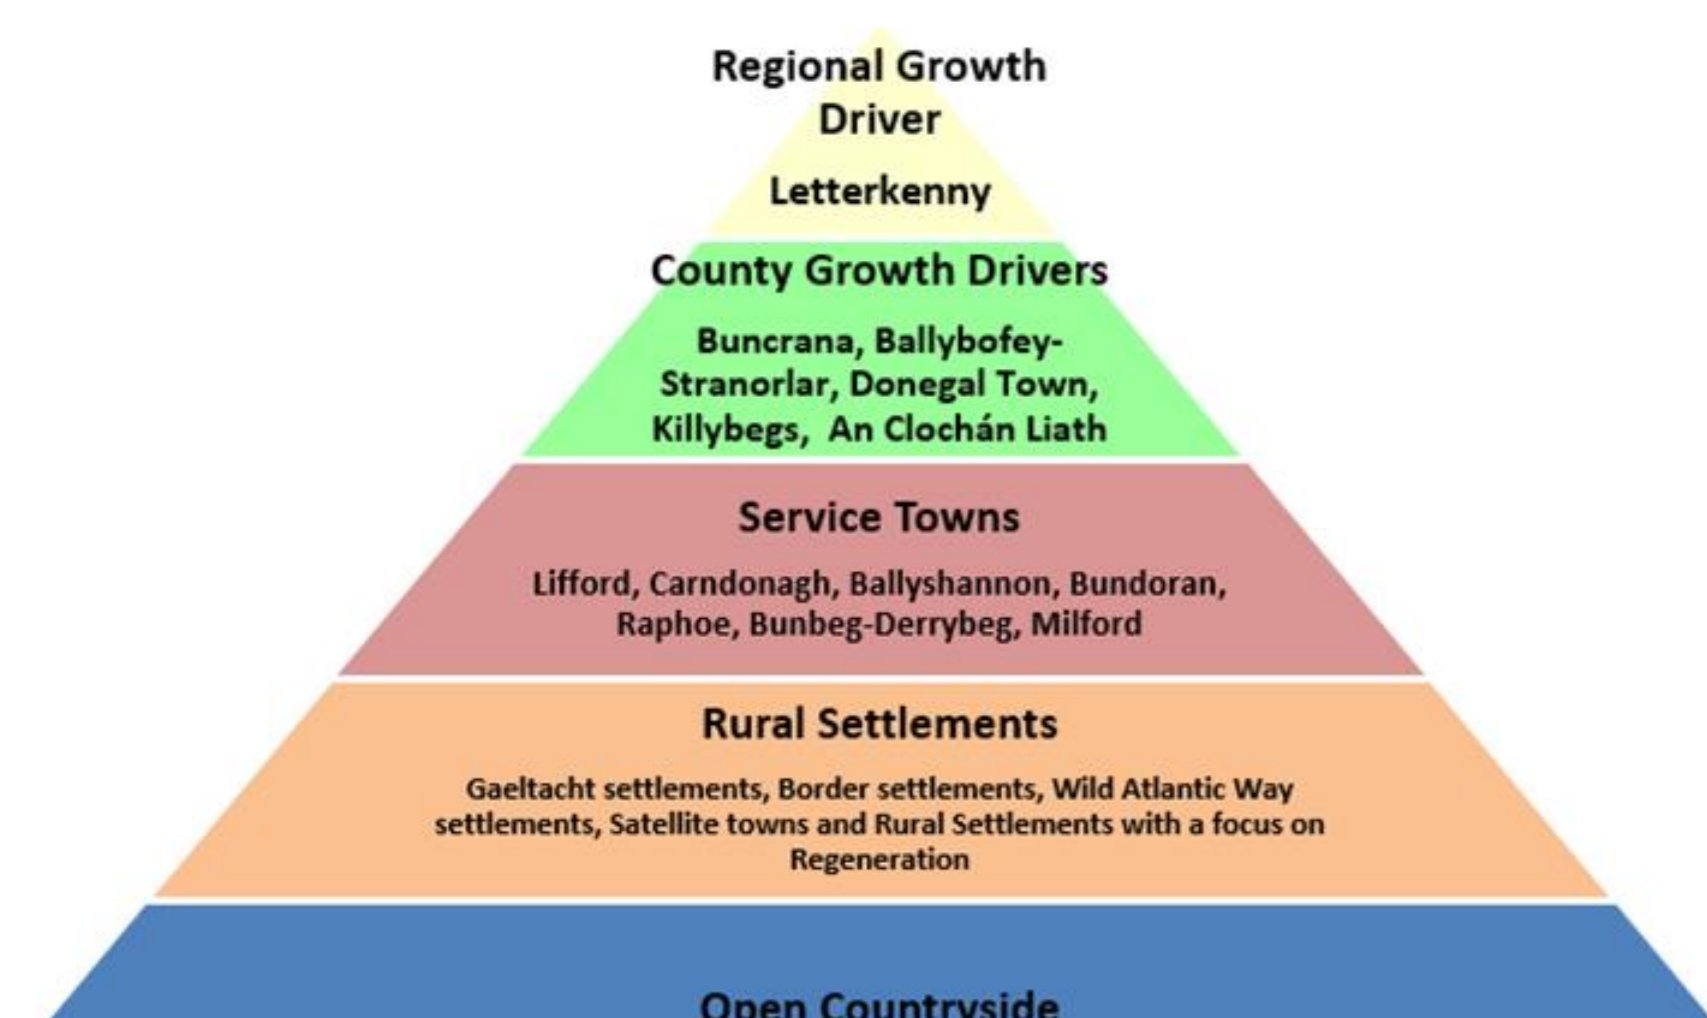 Regional Growth
Driver
Letterkenny
County Growth Drivers
Buncrana, Ballybofey-
Stranorlar, Donegal Town,
Killybegs, An Clochán Liath
Service Towns
Lifford, Carndonagh, Ballyshannon, Bundoran,
Raphoe, Bunbeg-Derrybeg, Milford
Rural Settlements
Gaeltacht settlements, Border settlements, Wild Atlantic Way
settlements, Satellite towns and Rural Settlements with a focus on
Regeneration
Open Countryside